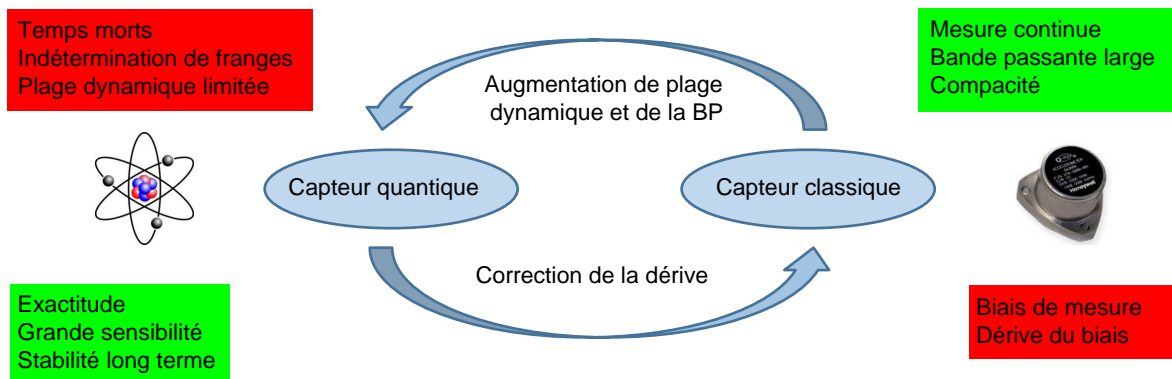 Temps morts
Indétermination de franges
Plage dynamique limitée
Mesure continue
Bande passante large
Compacité
Augmentation de plage
dynamique et de la BP
Capteur quantique
Capteur classique
Correction de la dérive
Exactitude
Grande sensibilité
Stabilité long terme
Biais de mesure
Dérive du biais